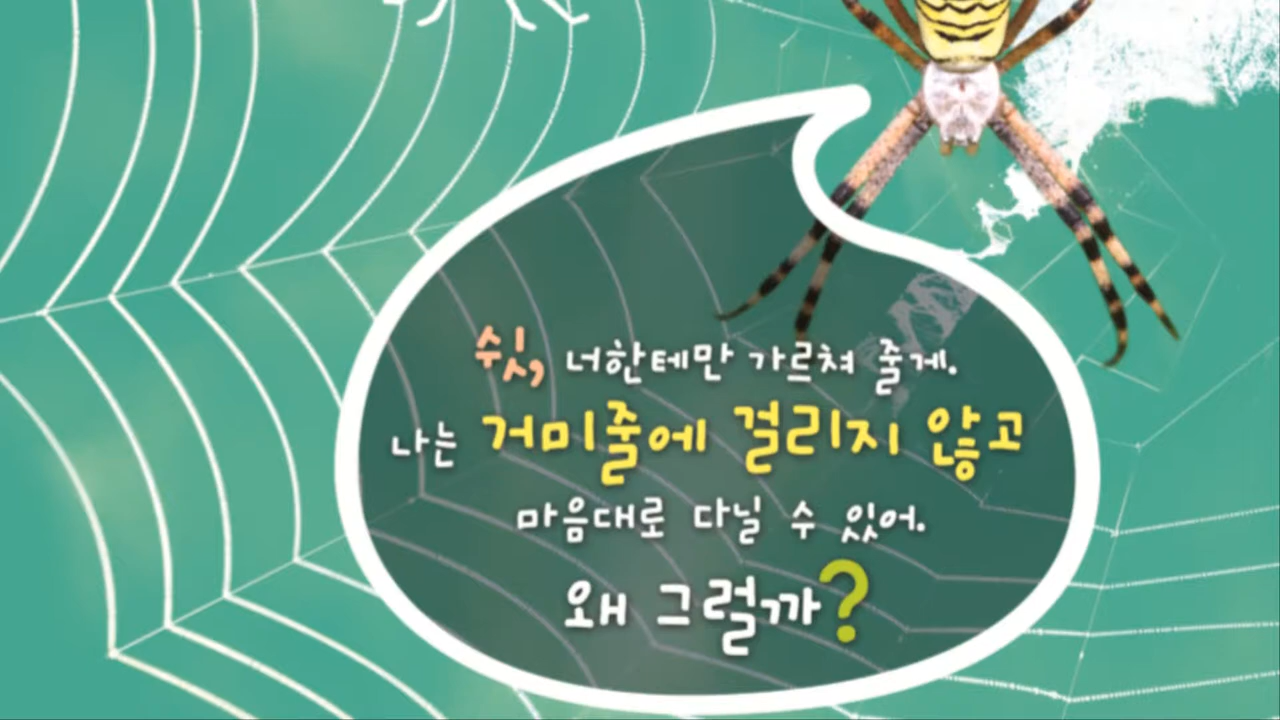 쉿, 너한테만 가르쳐 줄게.
나는 거미줄에 걸리지 않고
마음대로 다닐 수 있어.
왜 그럴까?